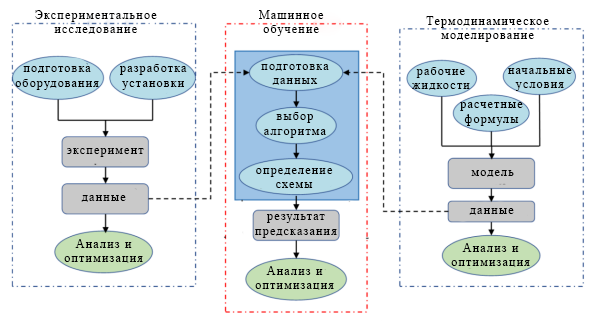 Экспериментальное
исследование
подготовка
оборудования
разработка
установки
эксперимент
данные
Анализ и
оптимизация
Машинное
обучение
подготовка
данных
выбор
алгоритма
определение
схемы
результат
предсказания
Анализ и
оптимизация
Термодинамическое
моделирование
рабочие
жидкости
начальные
условия
расчетные
формулы
модель
данные
Анализ и
оптимизация